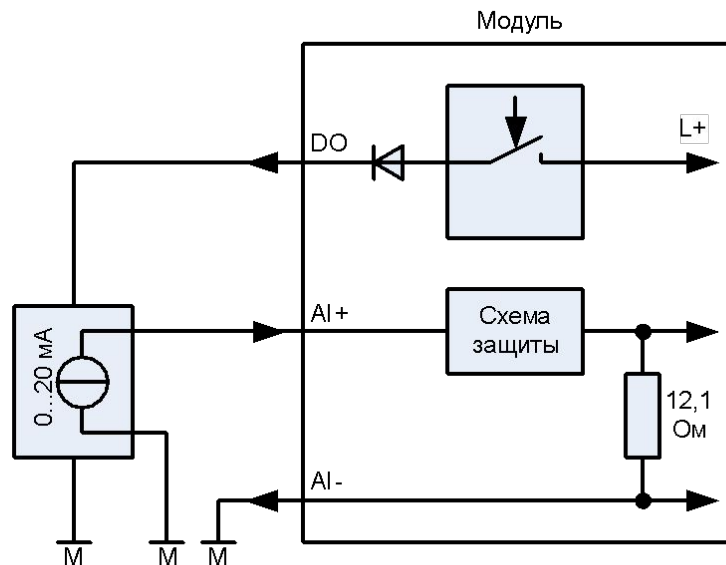 Модуль
DO
L+
AI+
Схема
защиты
0...20 мА
12,1
Ом
AI-
M
M
M